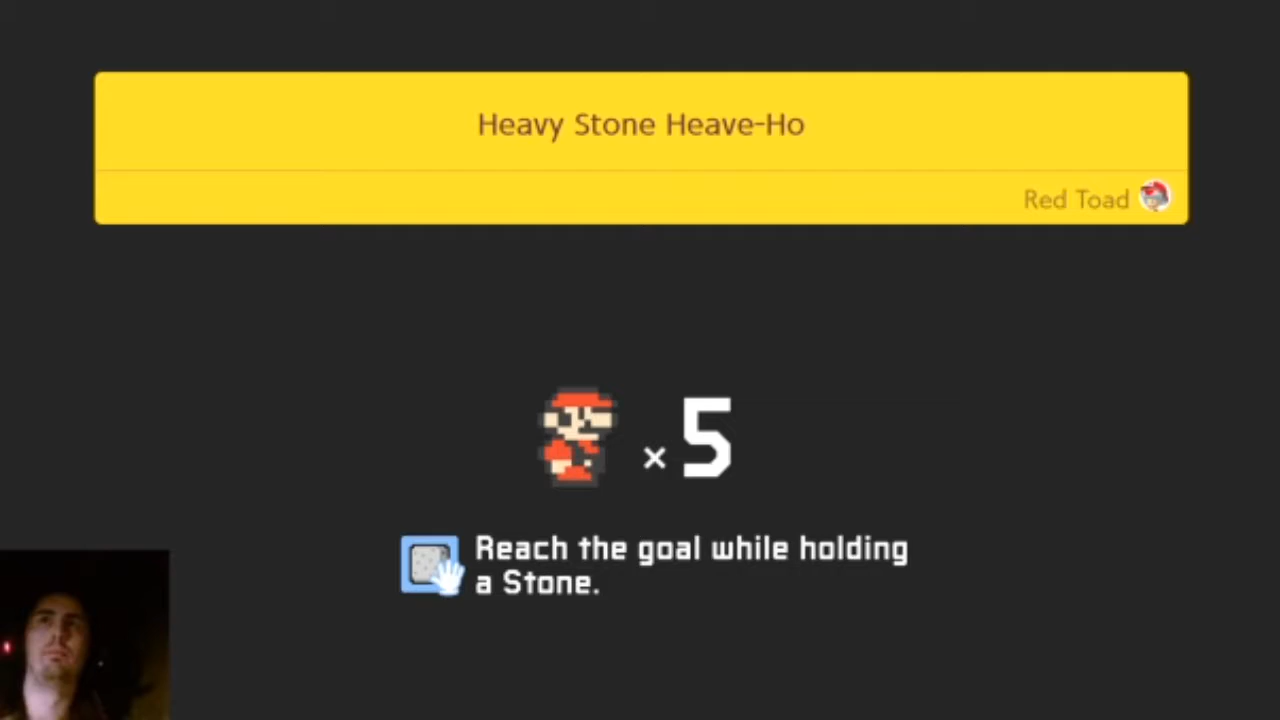 Heavy Stone Heave-Ho
Red Toad
× 5
Reach the goal while holding
a Stone.